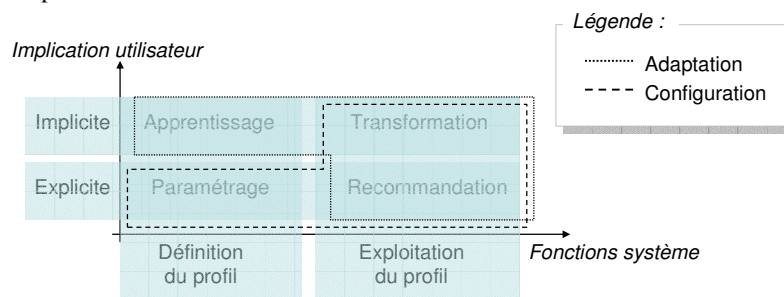 Légende :
Implication utilisateur
Adaptation
Configuration
Implicite
Apprentissage
Transformation
Explicite
Paramétrage
Recommandation
Définition
du profil
Exploitation
du profil
Fonctions système